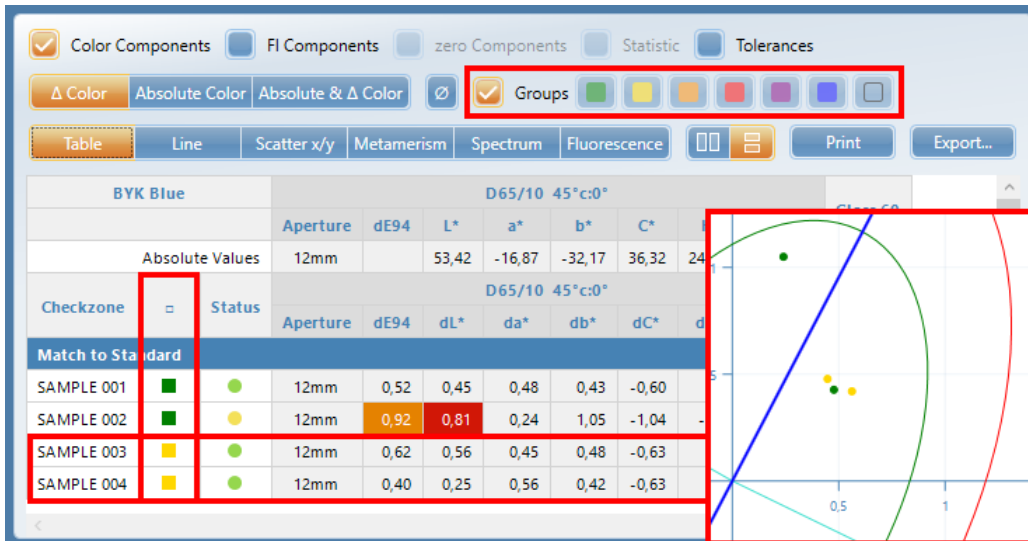 Color Components FI Components zero Components Statistic Tolerances
Δ Color Absolute Color Absolute & Δ Color Ø Groups
Table Line Scatter x/y Metamerism Spectrum Fluorescence Print Export...
BYK Blue D65/10 45°c:0°
Aperture dE94 L* a* b* C*
Absolute Values 12mm 53,42 -16,87 -32,17 36,32 24
Checkzone Status D65/10 45°c:0°
Aperture dE94 dL* da* db* dC*
Match to Standard
SAMPLE 001 12mm 0,52 0,45 0,48 0,43 -0,60
SAMPLE 002 12mm 0,92 0,81 0,24 1,05 -1,04
SAMPLE 003 12mm 0,62 0,56 0,45 0,48 -0,63
SAMPLE 004 12mm 0,40 0,25 0,56 0,42 -0,63
1
5
0,5 1